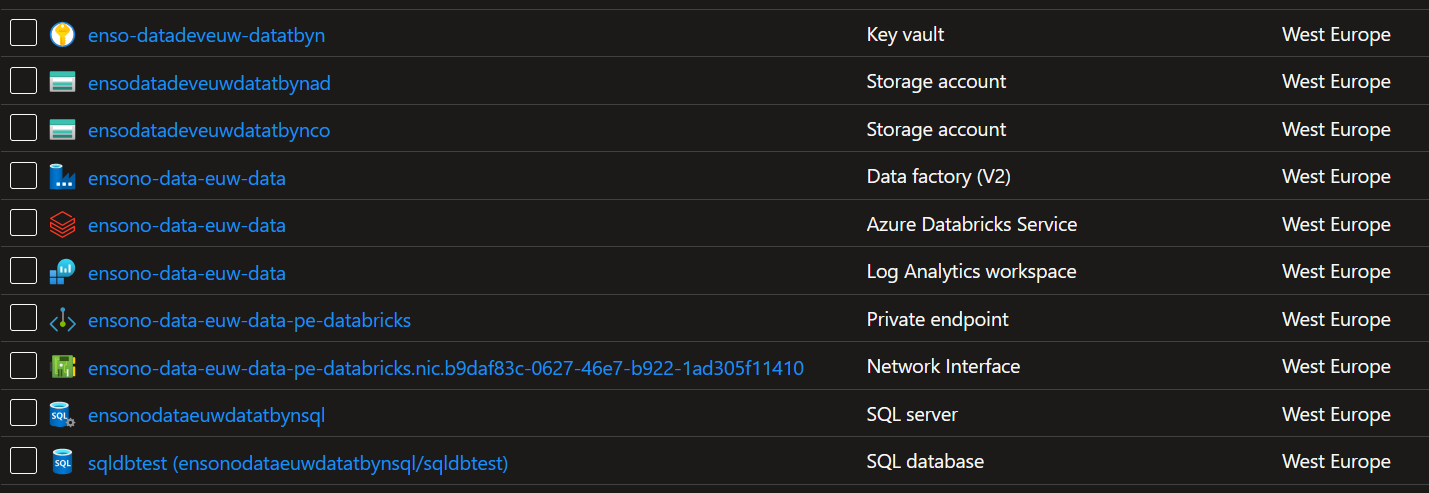 enso-datadeveuw-datatbyn Key vault West Europe
ensodatadeveuwdatatbynad Storage account West Europe
ensodatadeveuwdatatbynco Storage account West Europe
ensono-data-euw-data Data factory (V2) West Europe
ensono-data-euw-data Azure Databricks Service West Europe
ensono-data-euw-data Log Analytics workspace West Europe
ensono-data-euw-data-pe-databricks Private endpoint West Europe
ensono-data-euw-data-pe-databricks.nic.b9daf83c-0627-46e7-b922-1ad305f11410 Network Interface West Europe
SQL ensonodataeuwdatatbynsql SQL server West Europe
SQL sqldbtest (ensonodataeuwdatatbynsql/sqldbtest) SQL database West Europe